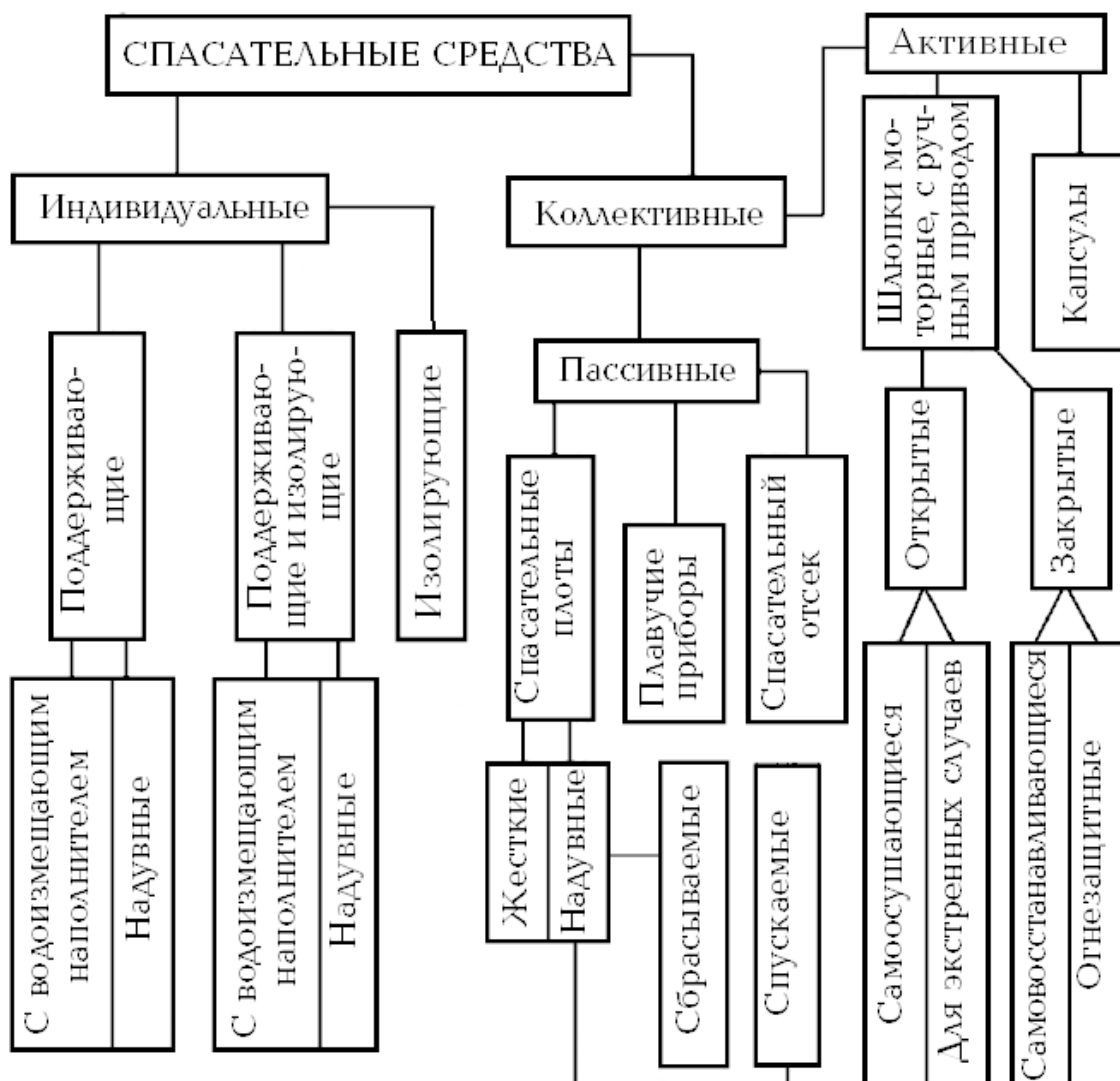 СПАСАТЕЛЬНЫЕ СРЕДСТВА
Активные
Индивидуальные
Коллективные
Шлюпки мо-
торные, с руч-
ным приводом
Капсулы
Поддерживаю-
щие
Поддерживаю-
щие и изолирую-
щие
Изолирующие
Пассивные
Открытые
Закрытые
Спасательные
плоты
Плавучие
приборы
Спасательный
отсек
С водоизмещающим
наполнителем
Надувные
С водоизмещающим
наполнителем
Надувные
Жесткие
Надувные
Сбрасываемые
Спускаемые
Самоосушающиеся
Для экстренных случаев
Самовосстанавливающиеся
Огнезащитные